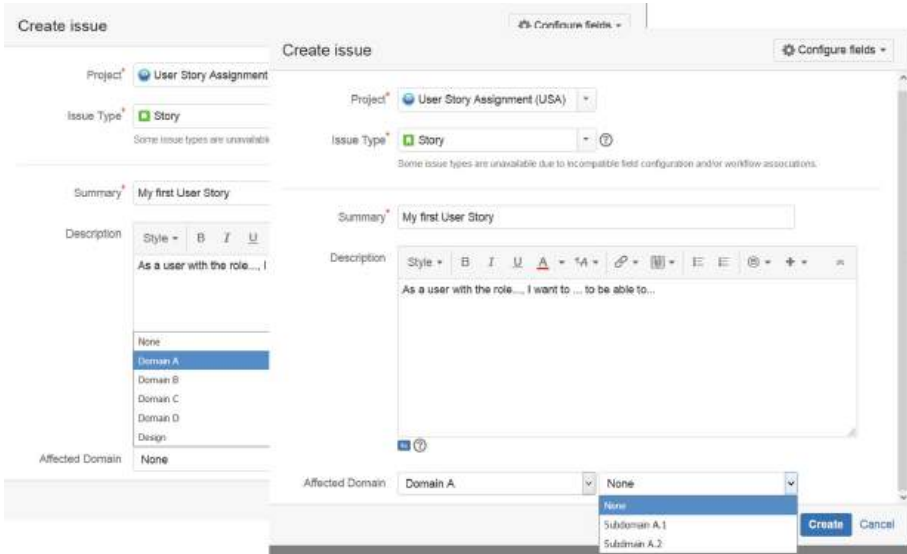 Create issue
Configure fields
Project*
User Story Assignment
Issue Type*
Story
Some issue types are unavailable
Summary*
My first User Story
Description
Style B I U
As a user with the role..., I
None
Domain A
Domain B
Domain C
Domain D
Design
Affected Domain
None
Create issue
Configure fields
Project*
User Story Assignment (USA)
Issue Type*
Story
Some issue types are unavailable due to incompatible field configuration and/or workflow associations.
Summary*
My first User Story
Description
Style B I U A
As a user with the role..., I want to ... to be able to...
Affected Domain
Domain A
None
None
Subdomain A.1
Subdmain A.2
Create Cancel